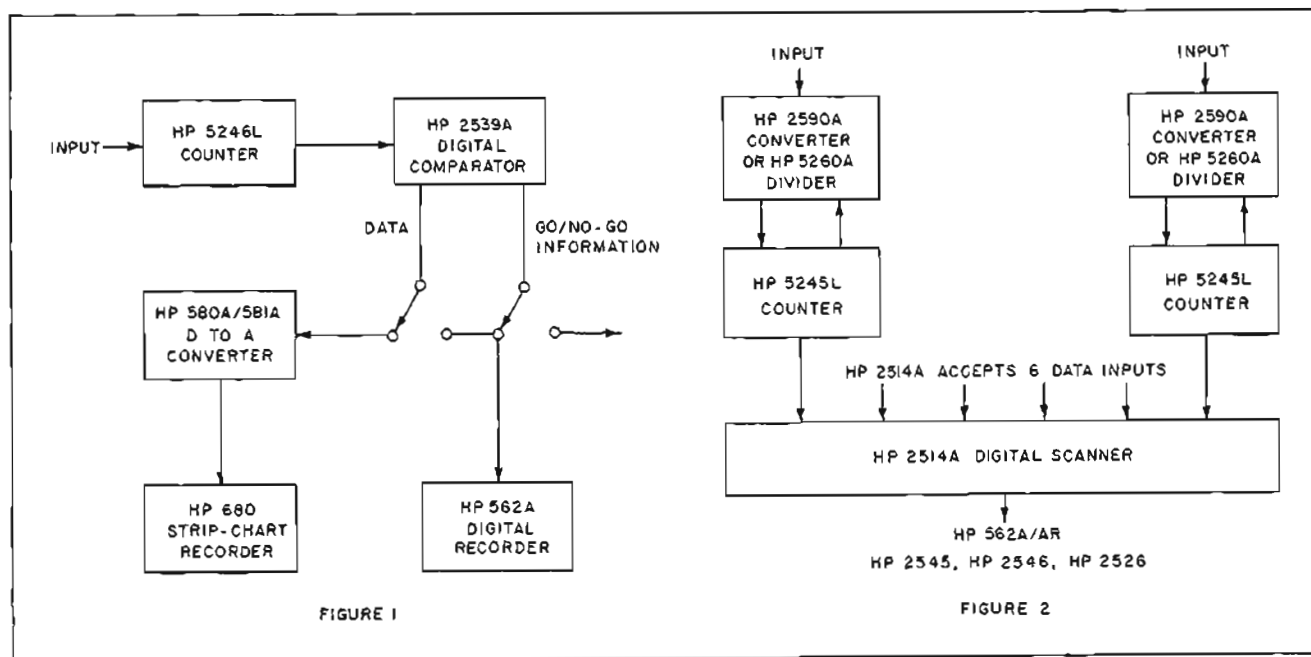 INPUT
HP 5246L
COUNTER
HP 2539A
DIGITAL
COMPARATOR
DATA
GO/NO-GO
INFORMATION
HP 580A/581A
D TO A
CONVERTER
HP 680
STRIP-CHART
RECORDER
HP 562A
DIGITAL
RECORDER
FIGURE 1
INPUT
HP 2590A
CONVERTER
OR HP 5260A
DIVIDER
HP 5245L
COUNTER
INPUT
HP 2590A
CONVERTER
OR HP 5260A
DIVIDER
HP 5245L
COUNTER
HP 2514A ACCEPTS 6 DATA INPUTS
HP 2514A DIGITAL SCANNER
HP 562A/AR
HP 2545, HP 2546, HP 2526
FIGURE 2